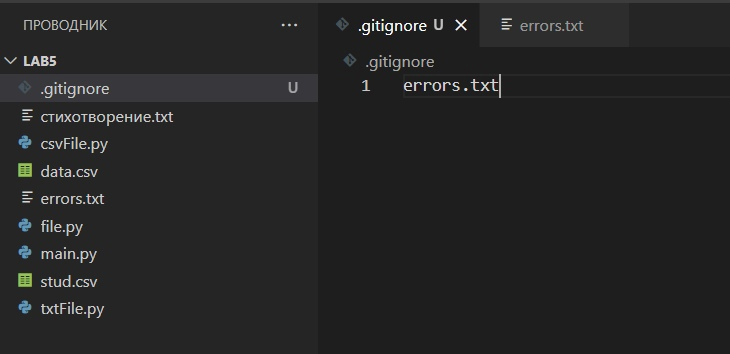 ПРОВОДНИК ...
LAB5
.gitignore U
стихотворение.txt
csvFile.py
data.csv
errors.txt
file.py
main.py
stud.csv
txtFile.py
.gitignore U
errors.txt
.gitignore
1 errors.txt